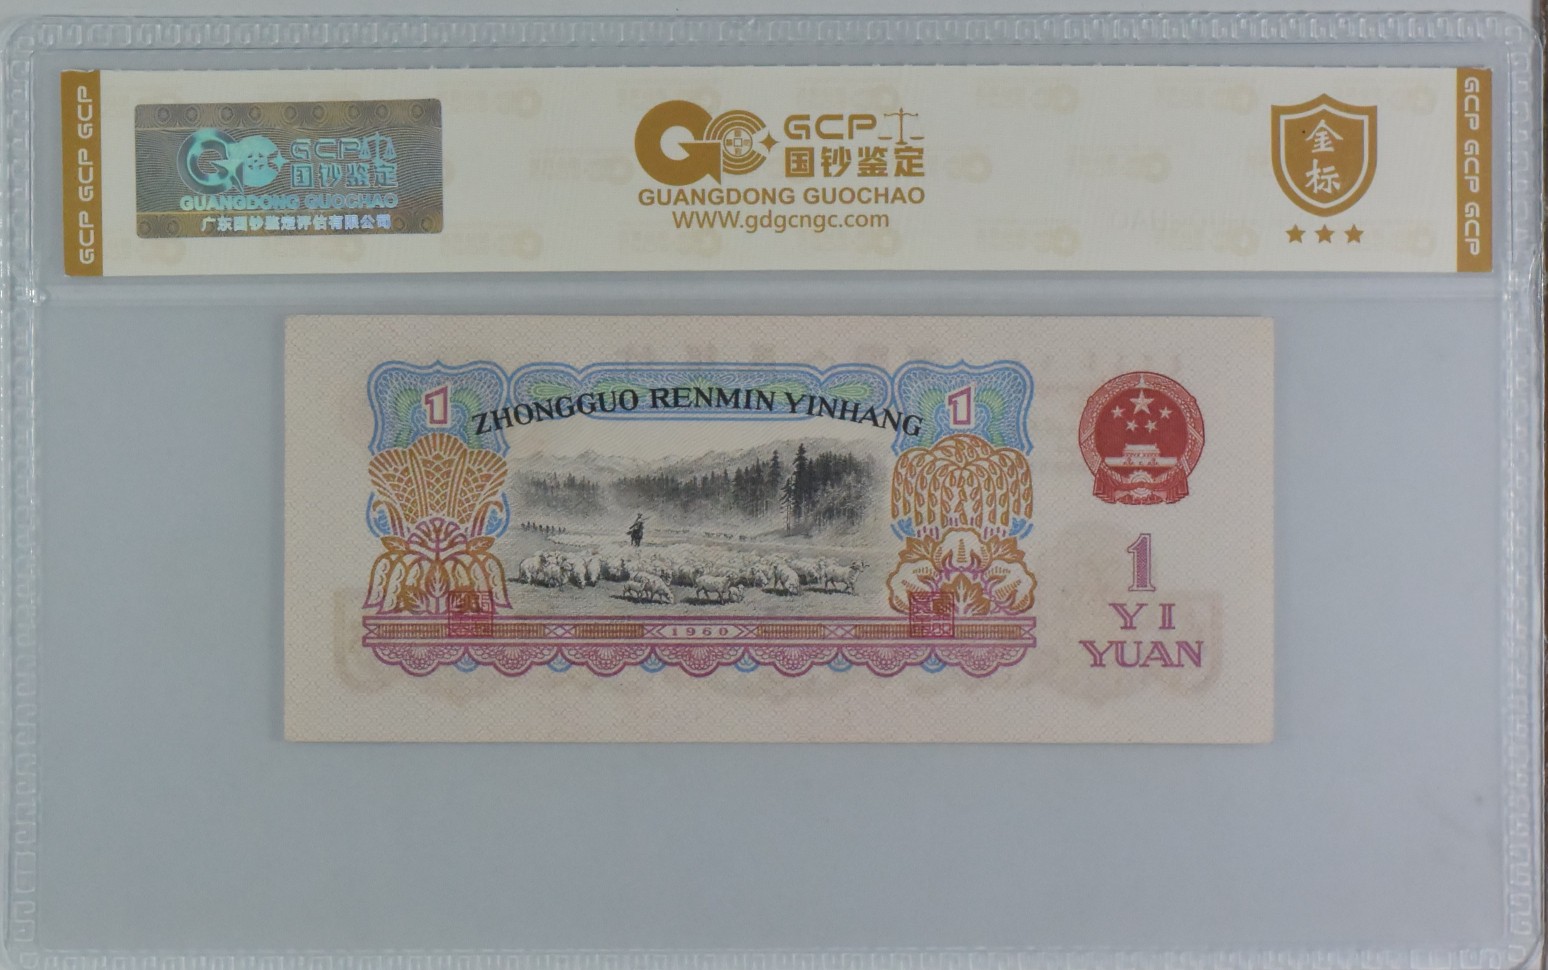 GCP GCP GCP
GCP
国钞鉴定
GUANGDONG GUOCHAO
广东国钞鉴定评估有限公司
GCP
国钞鉴定
GUANGDONG GUOCHAO
WWW.gdgcngc.com
金
标
GCP GCP GCP
1
ZHONGGUO RENMIN YINHANG
1
1960
1
YI
YUAN